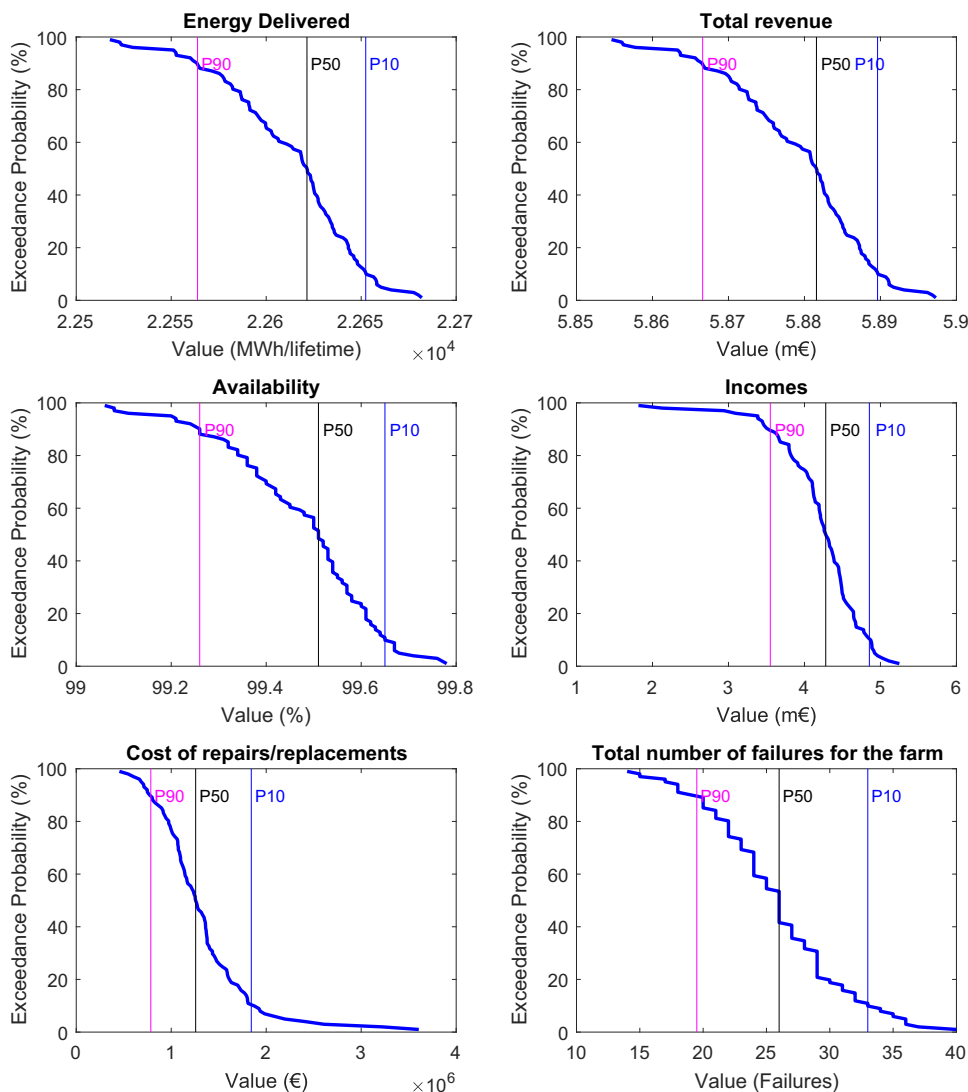 Energy Delivered
Exceedance Probability (%)
100
80
60
40
20
0
P90
P50
P10
2.25 2.255 2.26 2.265 2.27
Value (MWh/lifetime)
×10^4
Total revenue
Exceedance Probability (%)
100
80
60
40
20
0
P90
P50
P10
5.85 5.86 5.87 5.88 5.89 5.9
Value (m€)
Availability
Exceedance Probability (%)
100
80
60
40
20
0
P90
P50
P10
99 99.2 99.4 99.6 99.8
Value (%)
Incomes
Exceedance Probability (%)
100
80
60
40
20
0
P90
P50
P10
1 2 3 4 5 6
Value (m€)
Cost of repairs/replacements
Exceedance Probability (%)
100
80
60
40
20
0
P90
P50
P10
0 1 2 3 4
Value (€)
×10^6
Total number of failures for the farm
Exceedance Probability (%)
100
80
60
40
20
0
P90
P50
P10
10 15 20 25 30 35 40
Value (Failures)